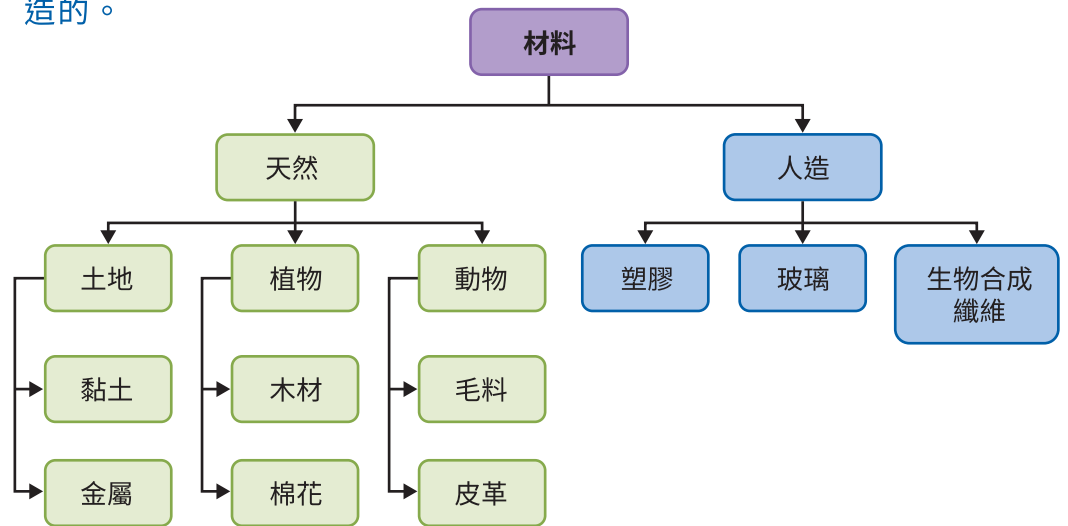 造的。
材料
天然
人造
土地
植物
動物
塑膠
玻璃
生物合成
纖維
黏土
木材
毛料
金屬
棉花
皮革